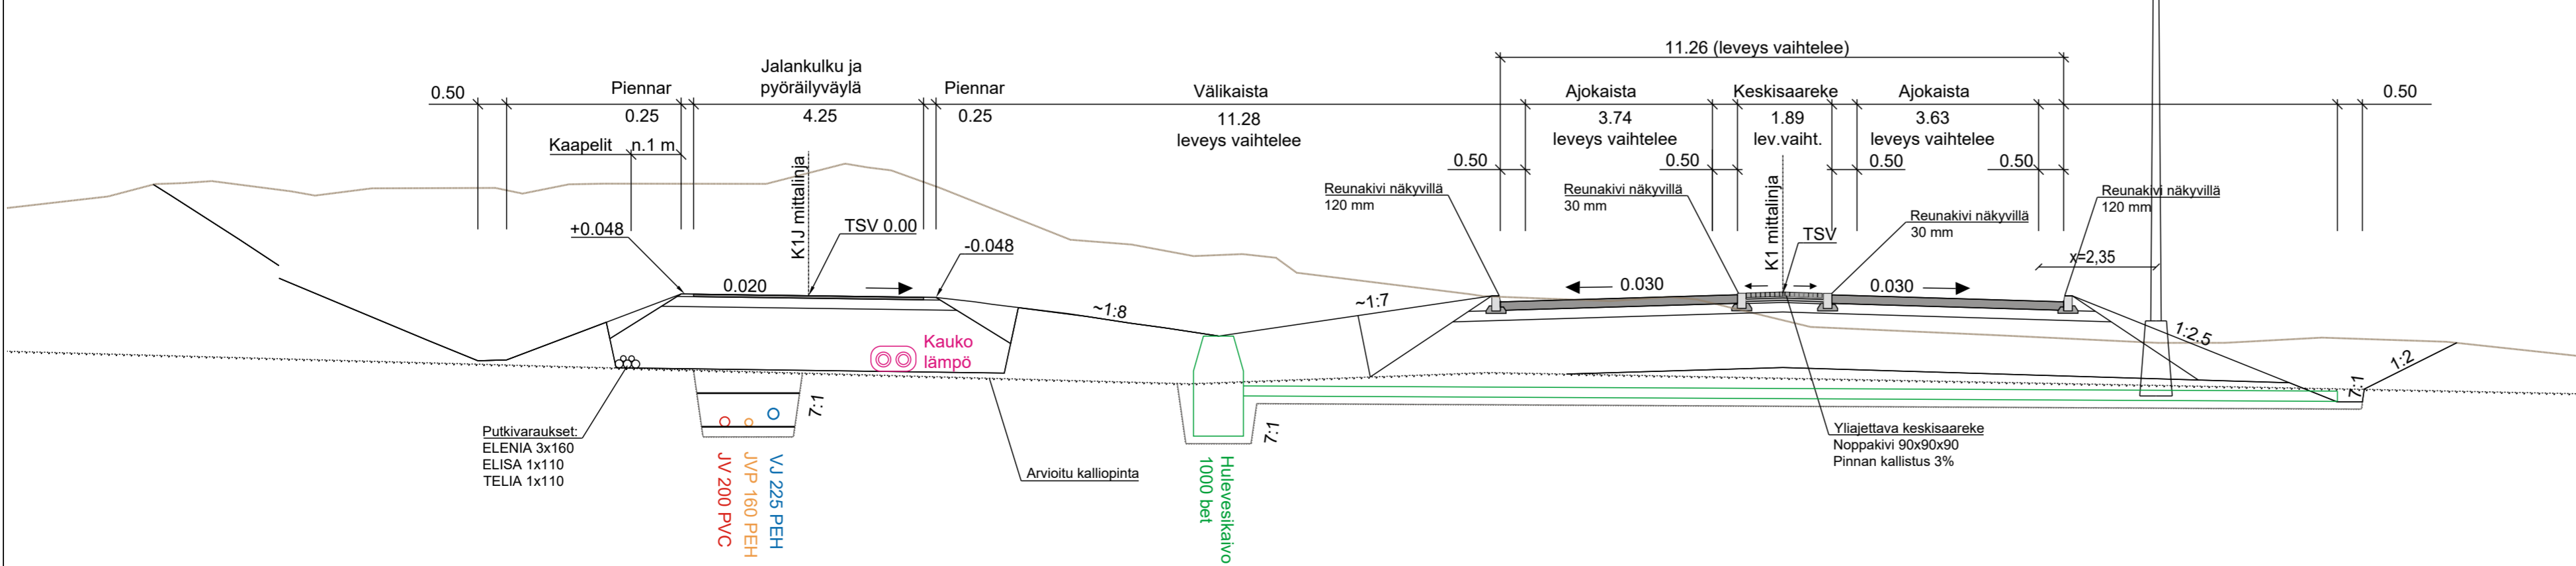 11.26 (leveys vaihtelee)
0.50
Piennar
0.25
Jalankulku ja
pyöräilyväylä
4.25
Piennar
0.25
Välikaista
11.28
leveys vaihtelee
Ajokaista
3.74
leveys vaihtelee
Keskisaareke
1.89
lev.vaiht.
Ajokaista
3.63
leveys vaihtelee
0.50
Kaapelit n.1 m
0.50
0.50
0.50
0.50
Reunakivi näkyvillä
120 mm
Reunakivi näkyvillä
30 mm
Reunakivi näkyvillä
30 mm
Reunakivi näkyvillä
120 mm
K1J mittalinja
K1 mittalinja
+0.048
TSV 0.00
-0.048
TSV
x=2,35
0.020
0.030
0.030
~1:8
~1:7
1:2.5
1:2
7:1
Kauko
lämpö
7:1
7:1
Putkivaraukset:
ELENIA 3x160
ELISA 1x110
TELIA 1x110
JV 200 PVC
JVP 160 PEH
VJ 225 PEH
Arvioitu kalliopinta
Hulevesikaivo
1000 bet
Yliajettava keskisaareke
Noppakivi 90x90x90
Pinnan kallistus 3%